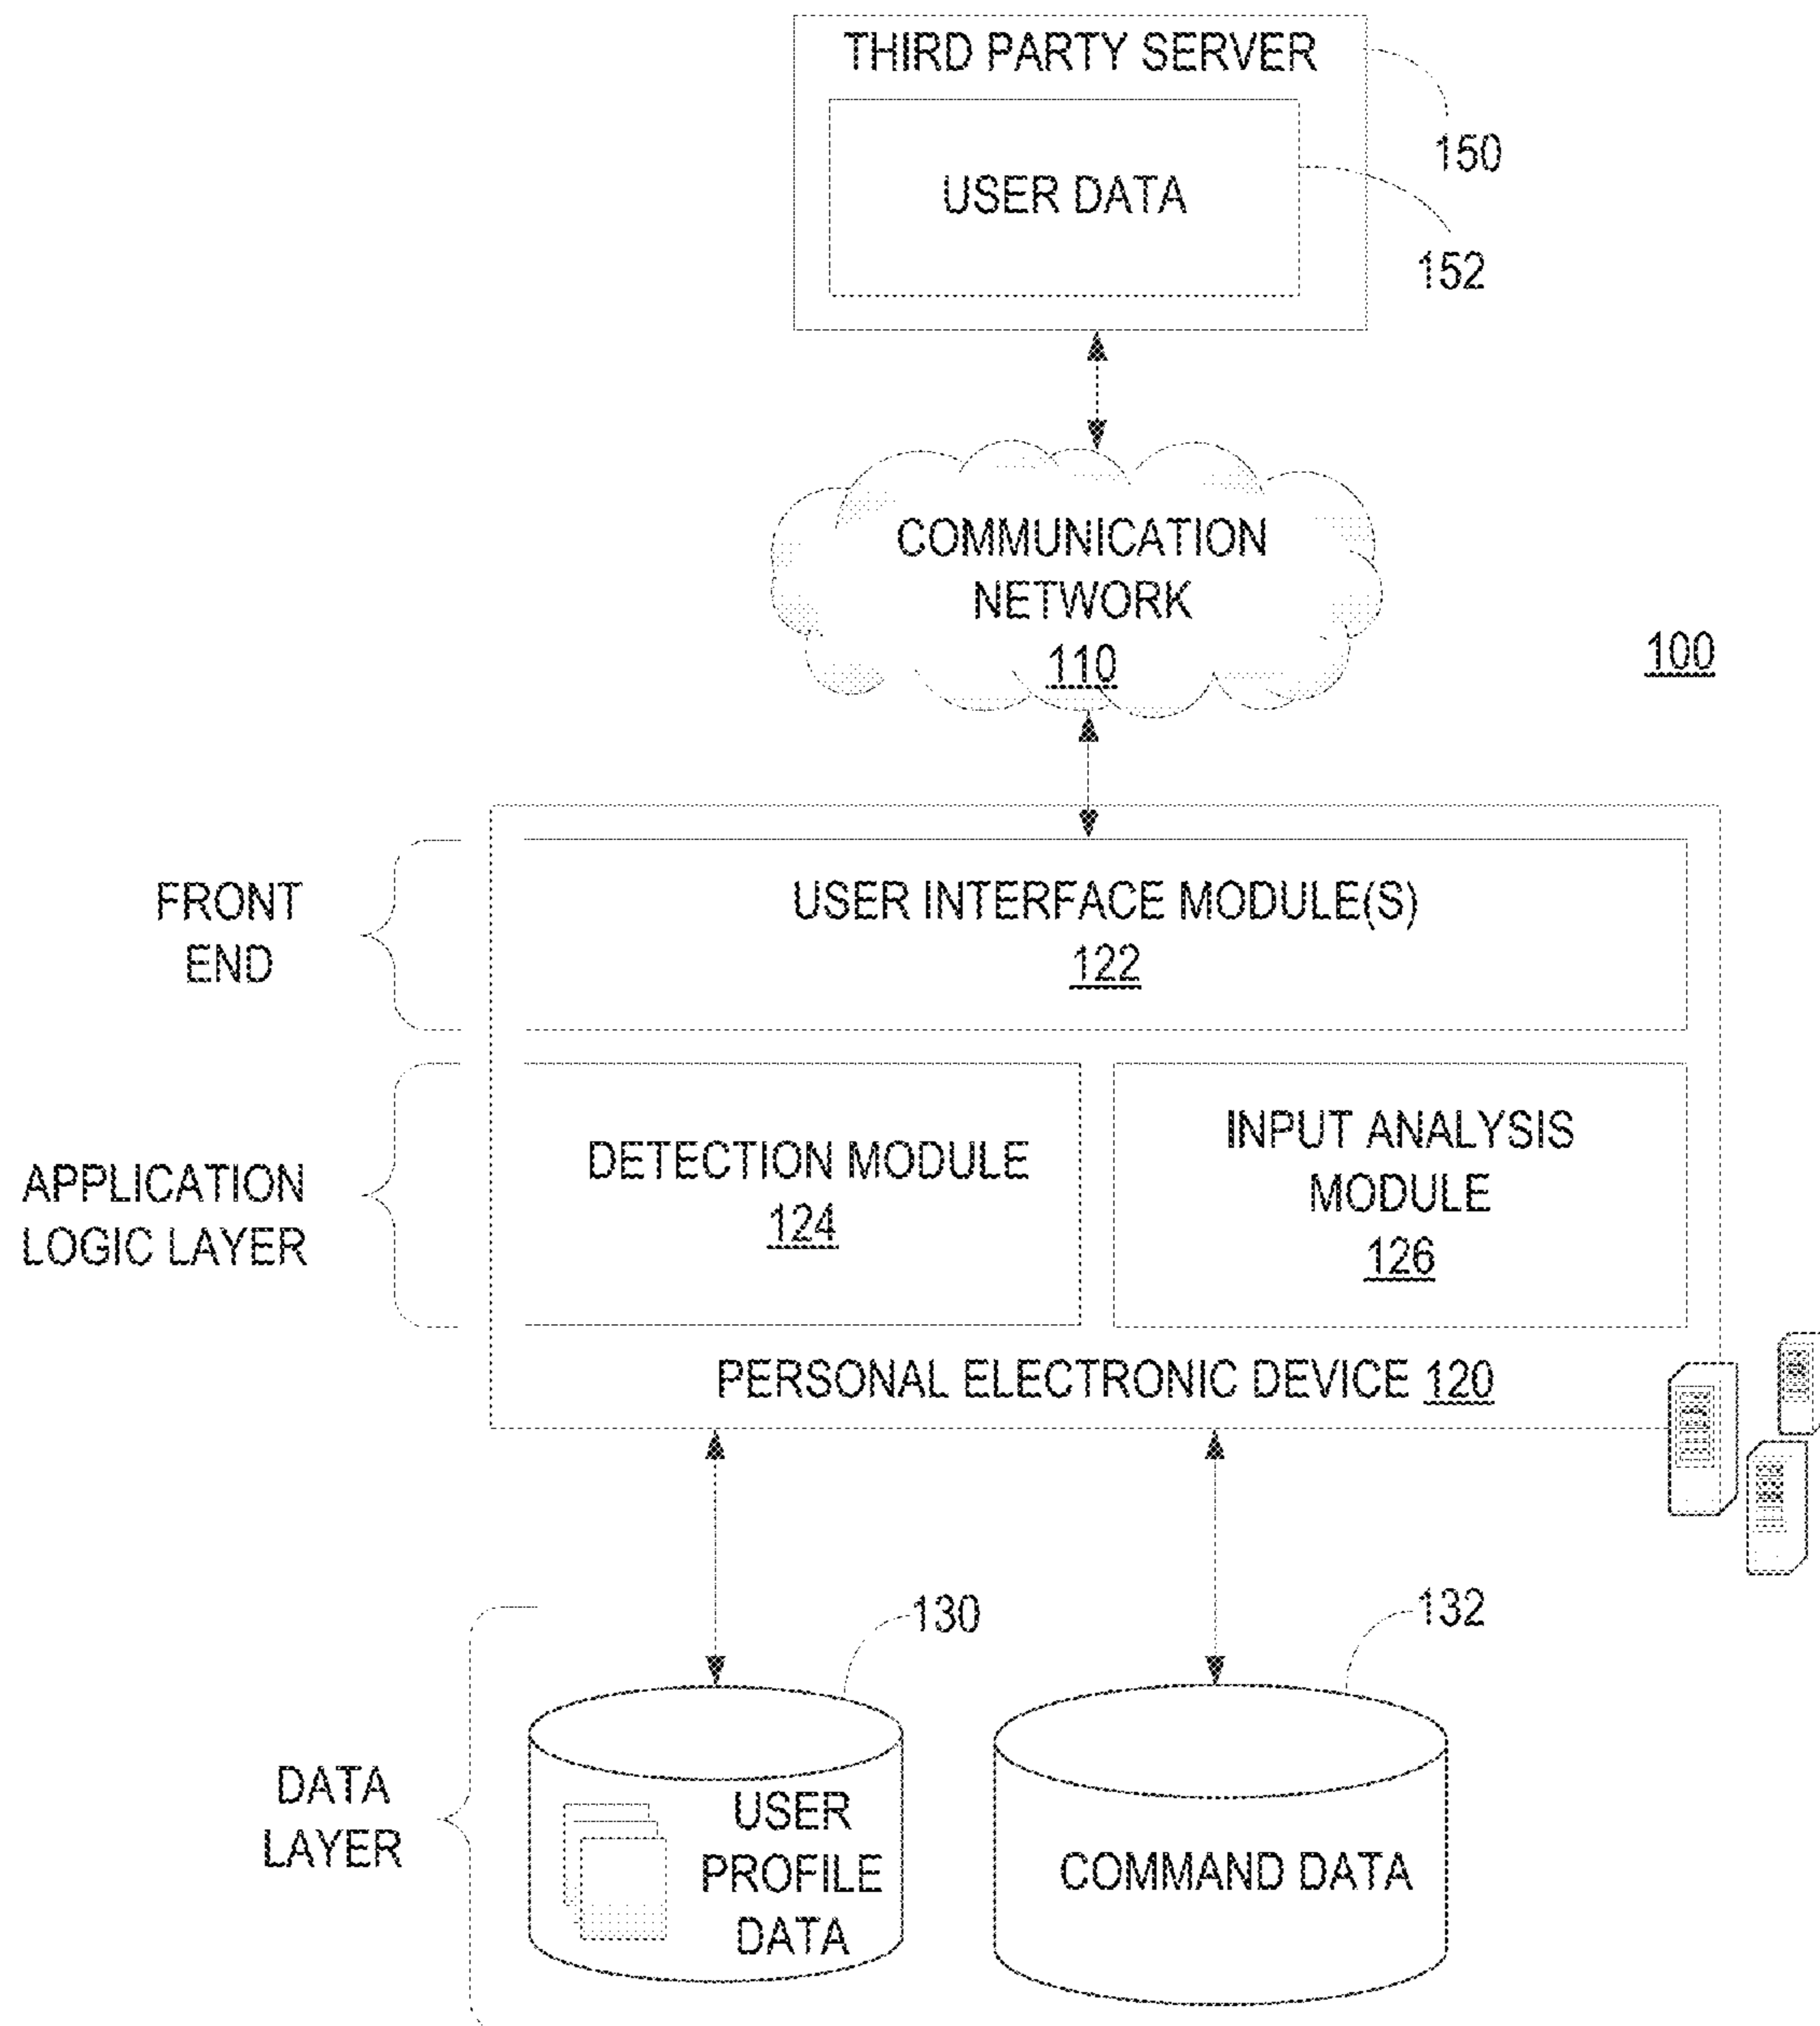 THIRD PARTY SERVER
150
USER DATA
152
COMMUNICATION
NETWORK
110
100
FRONT
END
USER INTERFACE MODULE(S)
122
APPLICATION
LOGIC LAYER
DETECTION MODULE
124
INPUT ANALYSIS
MODULE
126
PERSONAL ELECTRONIC DEVICE 120
130
132
DATA
LAYER
USER
PROFILE
DATA
COMMAND DATA